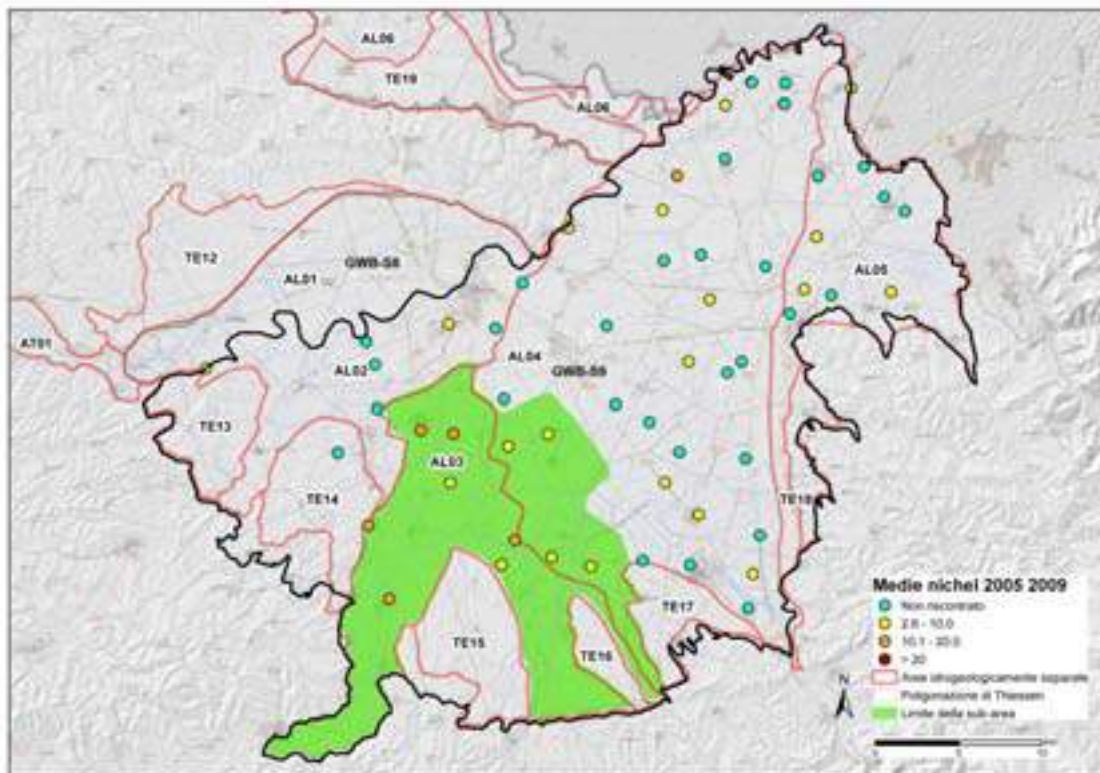 AL06
TE19
AL06
TE12
AL01
GWB-S8
AL05
AT01
AL02
AL04
GWB-S9
TE13
AL03
TE14
TE18
TE17
TE15
TE16
Medie nichel 2005 2009
Non riscontrato
2.6 - 10.0
10.1 - 20.0
> 20
Aree idrogeologicamente separate
Poligonazione di Thiessen
Limite della sub-area
N
0
10